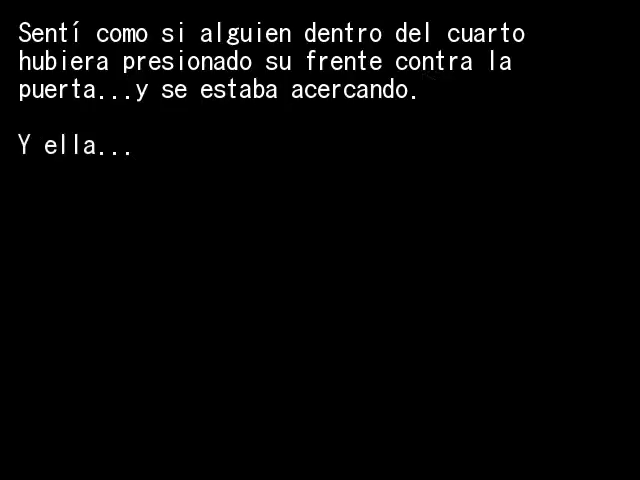 Sentí como si alguien dentro del cuarto
hubiera presionado su frente contra la
puerta...y se estaba acercando.
Y ella...